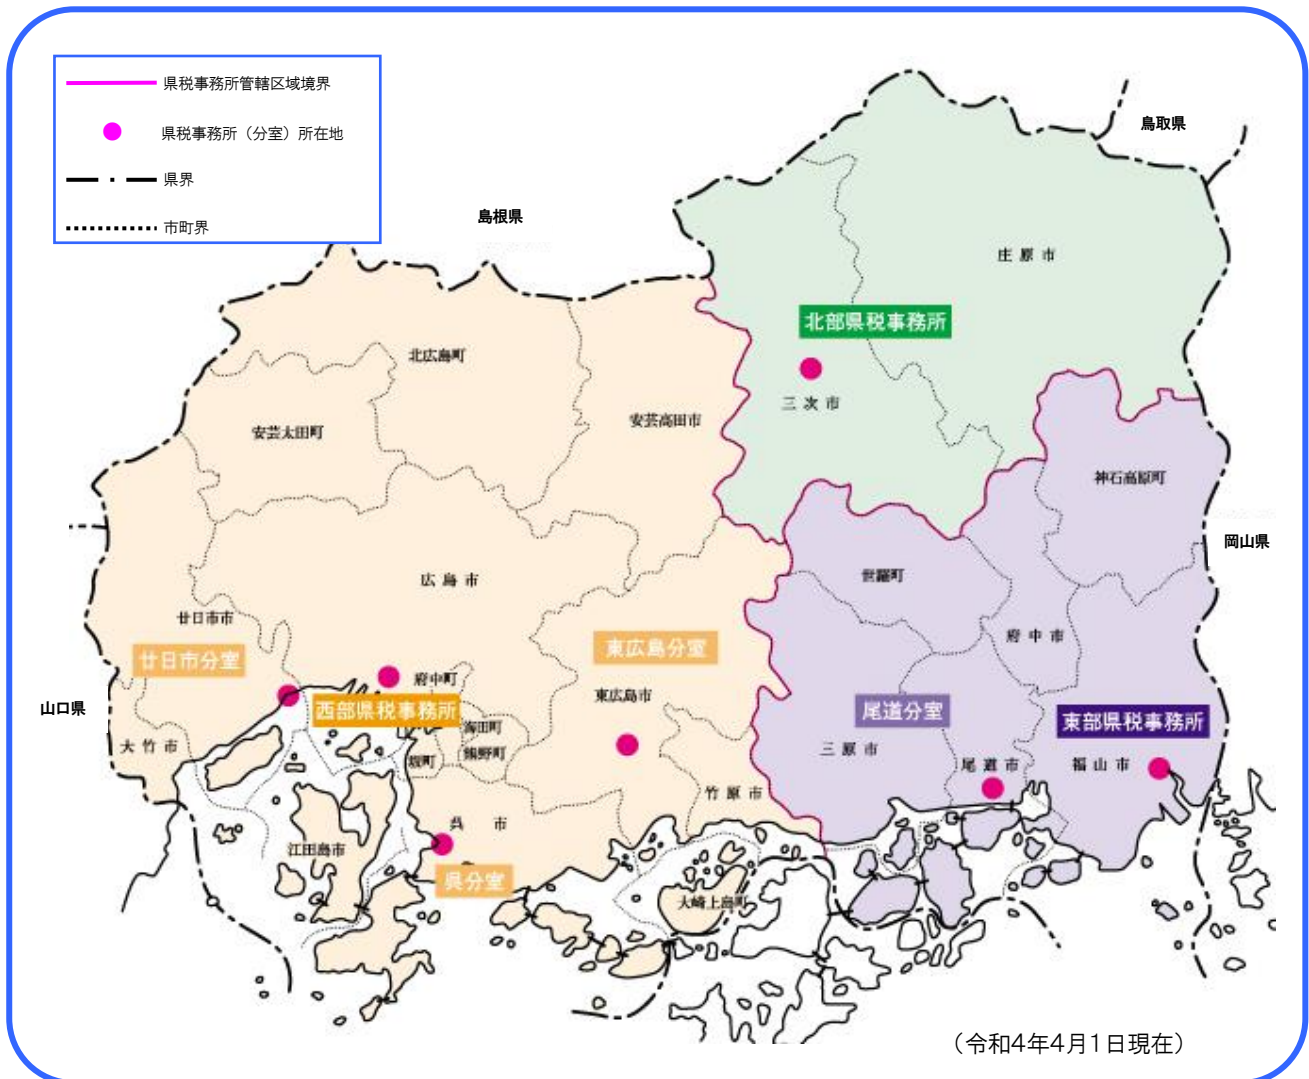 県税事務所管轄区域境界
県税事務所（分室）所在地
県界
市町界
鳥取県
島根県
庄原市
北部県税事務所
北広島町
三次市
安芸高田市
安芸太田町
神石高原町
岡山県
世羅町
広島市
廿日市市
府中市
東広島分室
廿日市分室
府中町
東広島市
山口県
西部県税事務所
尾道分室
東部県税事務所
海田町
大竹市
三原市
熊野町
坂町
尾道市
福山市
竹原市
呉市
江田島市
呉分室
大崎上島町
（令和4年4月1日現在）